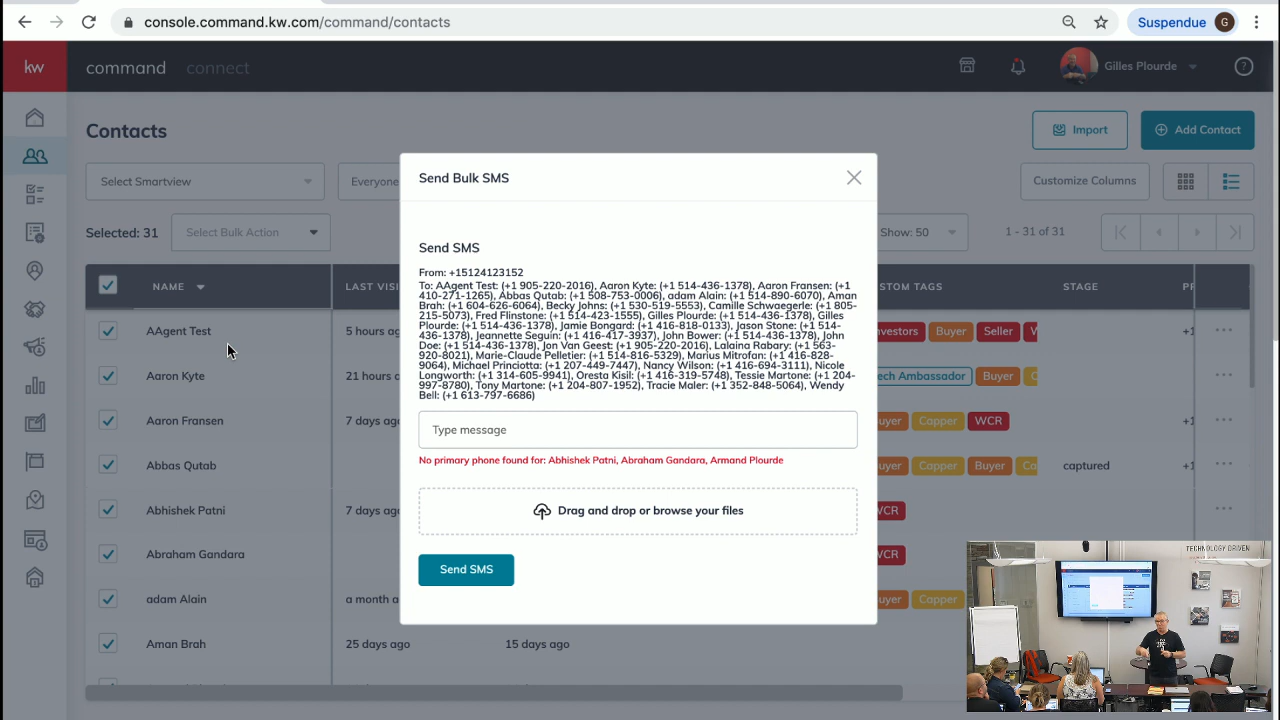 console.command.kw.com/command/contacts
Suspendue
G
kw
command
connect
Gilles Plourde
?
Contacts
Import
Add Contact
Select Smartview
Everyone
Customize Columns
Selected: 31
Select Bulk Action
Show: 50
1 - 31 of 31
NAME
LAST VISI
STOM TAGS
STAGE
PF
AAgent Test
5 hours ag
nvestors
Buyer
Seller
W
+1
Aaron Kyte
21 hours a
ech Ambassador
Buyer
C
Aaron Fransen
7 days ago
uyer
Capper
WCR
+1
Abbas Qutab
uyer
Capper
Buyer
Ca
captured
+1
Abhishek Patni
7 days ago
VCR
Abraham Gandara
VCR
adam Alain
a month a
uyer
Capper
Aman Brah
25 days ago
15 days ago
Send Bulk SMS
Send SMS
From: +15124123152
To: AAgent Test: (+1 905-220-2016), Aaron Kyte: (+1 514-436-1378), Aaron Fransen: (+1
410-271-1265), Abbas Qutab: (+1 508-753-0006), adam Alain: (+1 514-890-6070), Aman
Brah: (+1 604-626-6064), Becky Johns: (+1 530-519-5553), Camille Schwaegerle: (+1 805-
215-5073), Fred Flinstone: (+1 514-423-1555), Gilles Plourde: (+1 514-436-1378), Gilles
Plourde: (+1 514-436-1378), Jamie Bongard: (+1 416-818-0133), Jason Stone: (+1 514-
436-1378), Jeannette Seguin: (+1 416-417-3937), John Bower: (+1 514-436-1378), John
Doe: (+1 514-436-1378), Jon Van Geest: (+1 905-220-2016), Lalaina Rabary: (+1 563-
920-8021), Marie-Claude Pelletier: (+1 514-816-5329), Marius Mitrofan: (+1 416-828-
9064), Michael Princiotta: (+1 207-449-7447), Nancy Wilson: (+1 416-694-3111), Nicole
Longworth: (+1 314-605-9941), Oresta Kisil: (+1 416-319-5748), Tessie Martone: (+1 204-
997-8780), Tony Martone: (+1 204-807-1952), Tracie Maler: (+1 352-848-5064), Wendy
Bell: (+1 613-797-6686)
Type message
No primary phone found for: Abhishek Patni, Abraham Gandara, Armand Plourde
Drag and drop or browse your files
Send SMS
TECHNOLOGY DRIVEN